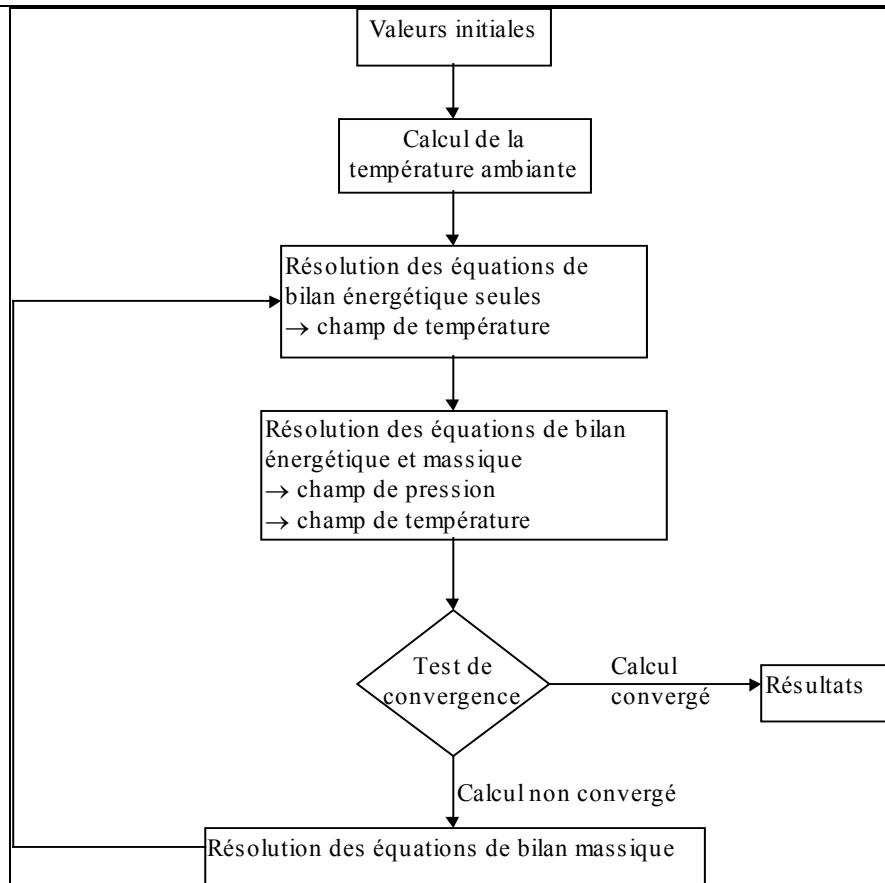 Valeurs initiales
Calcul de la
température ambiante
Résolution des équations de
bilan énergétique seules
→ champ de température
Résolution des équations de bilan
énergétique et massique
→ champ de pression
→ champ de température
Test de
convergence
Calcul
convergé
Résultats
Calcul non convergé
Résolution des équations de bilan massique